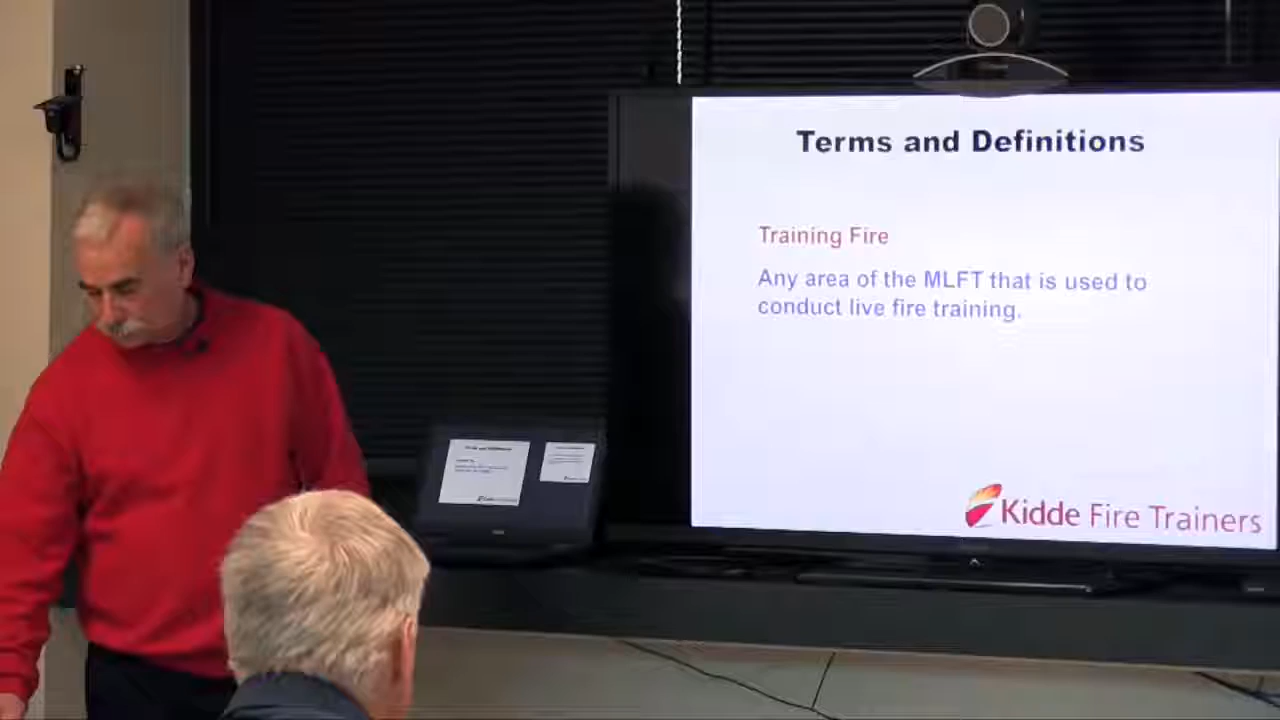 Terms and Definitions
Training Fire
Any area of the MLFT that is used to
conduct live fire training.
Kidde Fire Trainers